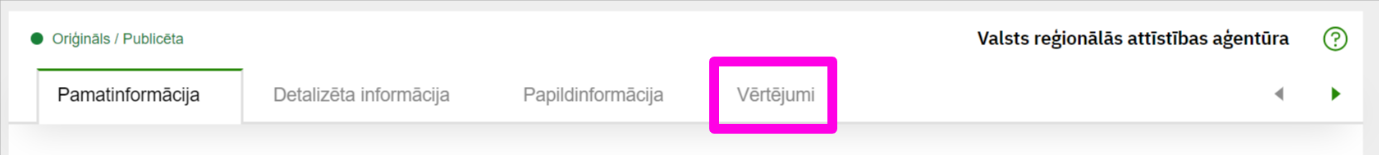 Oriģināls / Publicēta
Valsts reģionālās attīstības aģentūra
Pamatinformācija
Detalizēta informācija
Papildinformācija
Vērtējumi